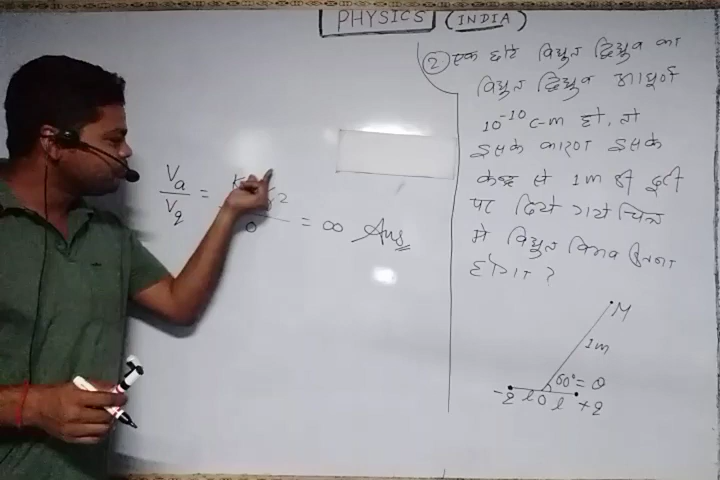 PHYSICS (INDIA)
② एक छोटे विद्युत द्विध्रुव का
विद्युत द्विध्रुव आघूर्ण
10⁻¹⁰ C-m हो, तो
इसके कारण इसके
केन्द्र से 1m की दूरी
पर दिये गये चित्र
मे विद्युत विभव कितना
होगा ?
Va
Vq
=
r²
0
= ∞ Ans
M
1m
60° = θ
-q l O l +q